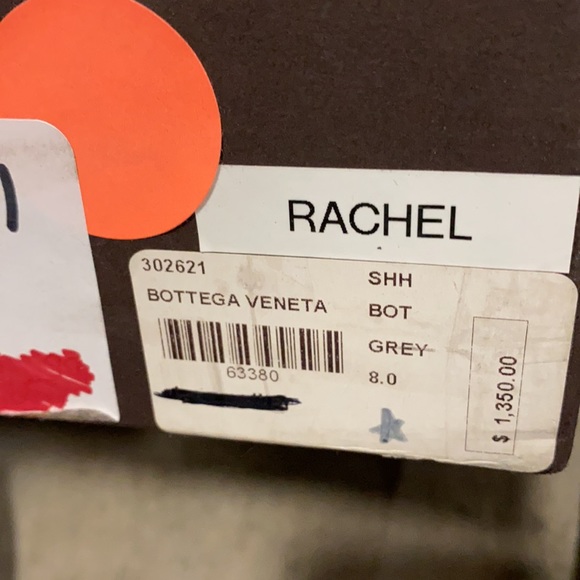 RACHEL
302621
BOTTEGA VENETA
63380
SHH
BOT
GREY
8.0
$ 1,350.00